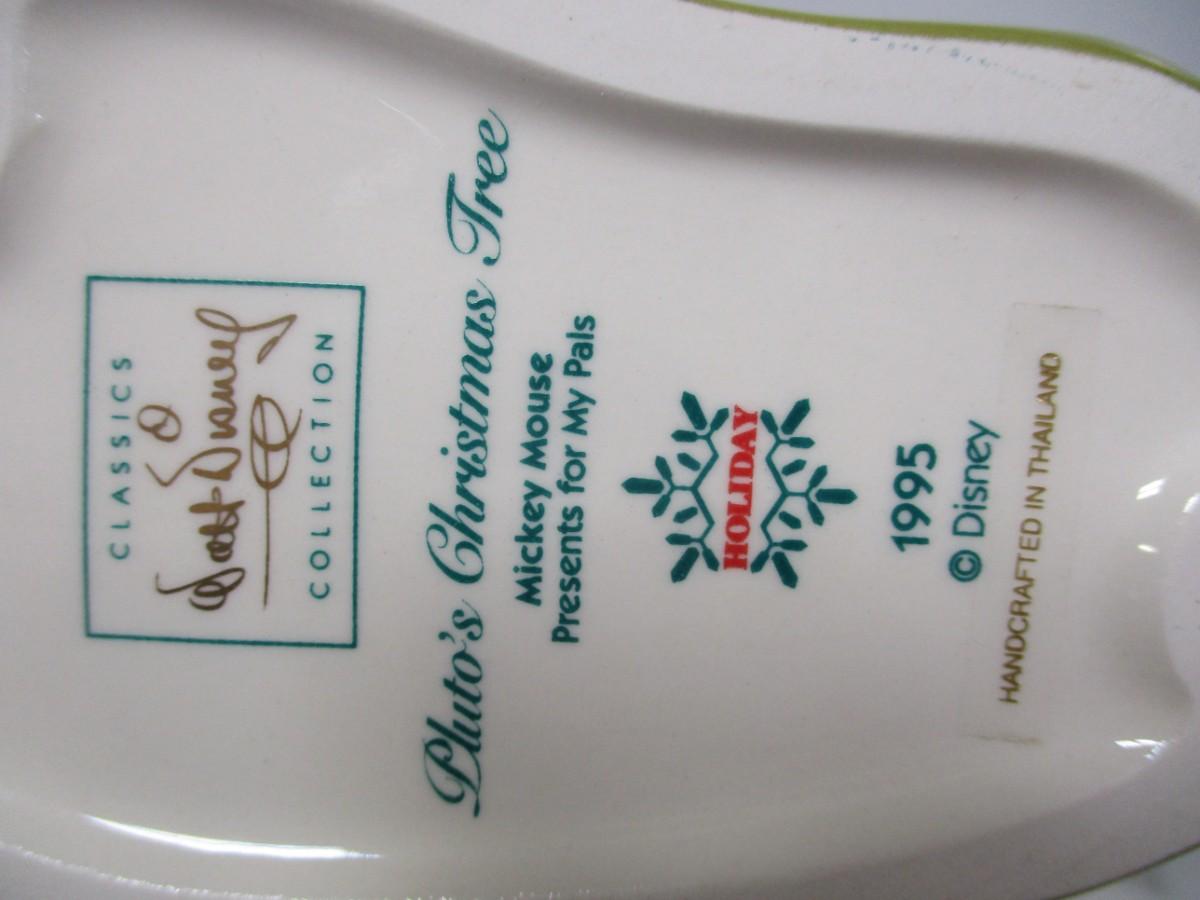 CLASSICS
Walt Disney
COLLECTION
Pluto's Christmas Tree
Mickey Mouse
Presents for My Pals
HOLIDAY
1995
© Disney
HANDCRAFTED IN THAILAND